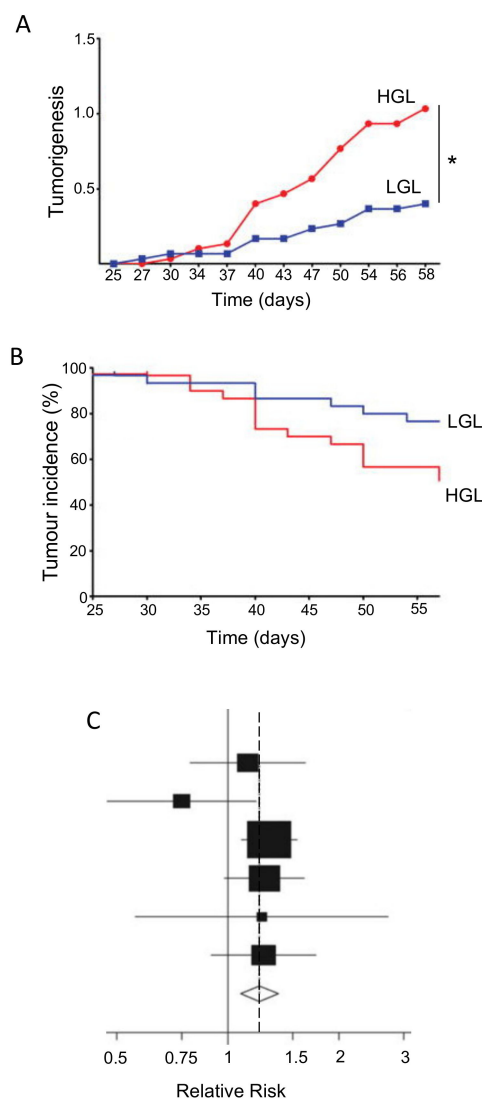 A
1.5
1.0
0.5
Tumorigenesis
HGL
LGL
*
25 27 30 34 37 40 43 47 50 54 56 58
Time (days)
B
100
80
60
40
20
0
Tumour incidence (%)
LGL
HGL
25 30 35 40 45 50 55
Time (days)
C
0.5 0.75 1 1.5 2 3
Relative Risk